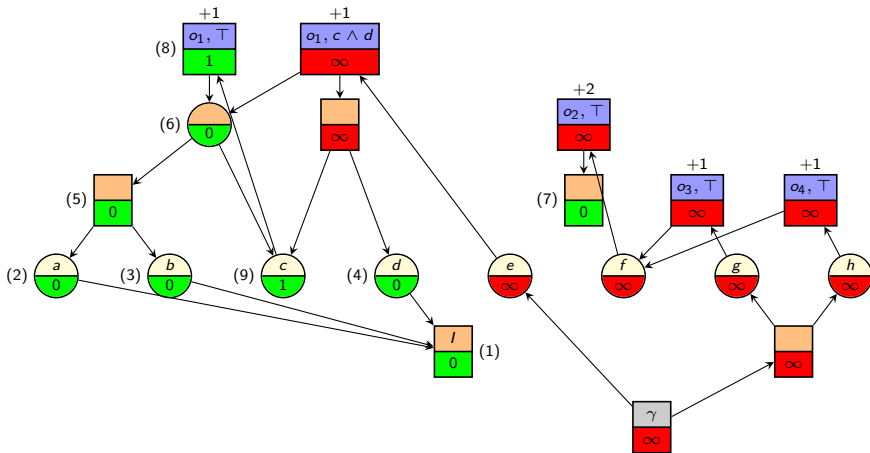 +1 +1
(8) o₁, ⊤ o₁, c ∧ d
1 ∞
+2
(6) 0 ∞ o₂, ⊤
∞
+1 +1
(5) 0 (7) 0 o₃, ⊤ o₄, ⊤
∞ ∞
(2) a (3) b (9) c (4) d e f g h
0 0 1 0 ∞ ∞ ∞ ∞
I (1)
0 ∞
γ
∞